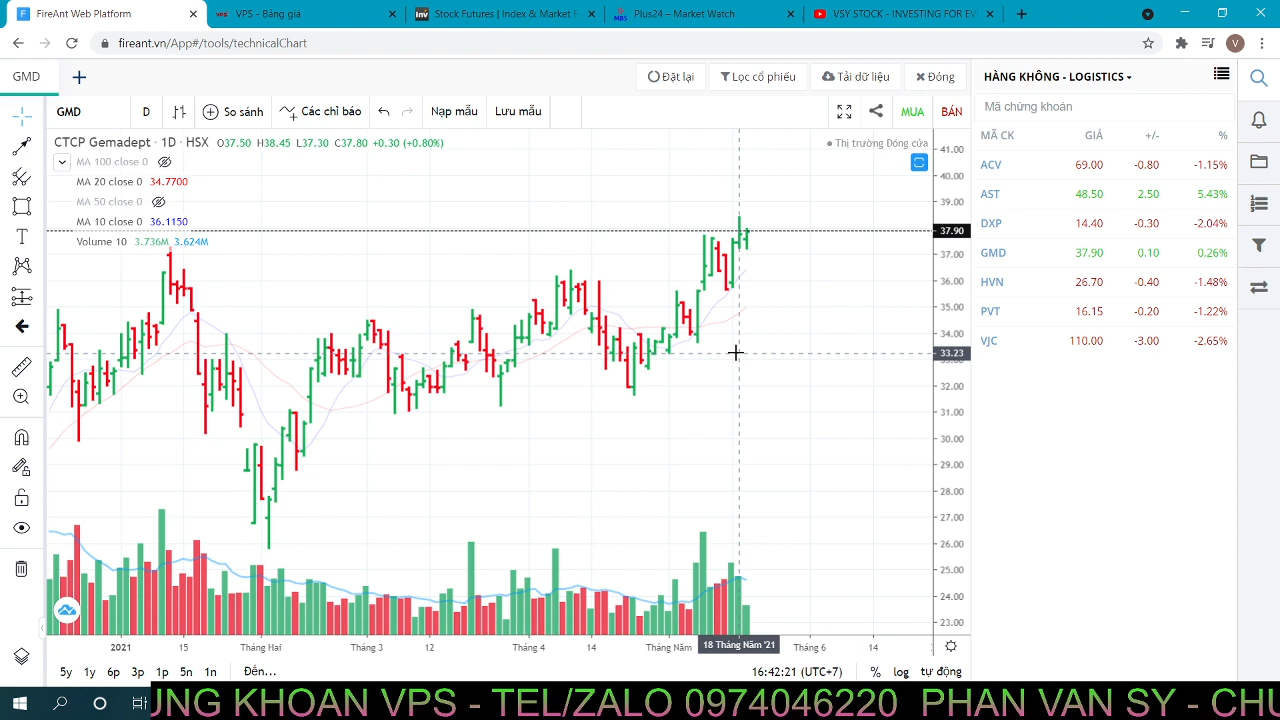 FireAnt Web Platform
VPS - Bảng giá
Stock Futures | Index & Market F
Plus24 – Market Watch
VSY STOCK - INVESTING FOR EV
fireant.vn/App#/tools/technicalChart
V
GMD
Đặt lại
Lọc cổ phiếu
Tải dữ liệu
Đóng
HÀNG KHÔNG - LOGISTICS
GMD
D
So sánh
Các chỉ báo
Nạp mẫu
Lưu mẫu
MUA
BÁN
Mã chứng khoán
CTCP Gemadept · 1D · HSX O37.50 H38.45 L37.30 C37.80 +0.30 (+0.80%)
Thị trường Đóng cửa
MA 100 close 0
MA 20 close 0 34.7700
MA 50 close 0
MA 10 close 0 36.1150
Volume 10 3.736M 3.624M
MÃ CK GIÁ +/- %
ACV 69.00 -0.80 -1.15%
AST 48.50 2.50 5.43%
DXP 14.40 -0.30 -2.04%
GMD 37.90 0.10 0.26%
HVN 26.70 -0.40 -1.48%
PVT 16.15 -0.20 -1.22%
VJC 110.00 -3.00 -2.65%
41.00
40.00
39.00
37.90
37.00
36.00
35.00
34.00
33.23
32.00
31.00
30.00
29.00
28.00
27.00
26.00
25.00
24.00
23.00
2021 15 Tháng Hai Tháng 3 12 Tháng 4 14 Tháng Năm 18 Tháng Năm '21 Tháng 6 14
5y 1y 6p 3p 1p 5n 1n Đến... 16:42:21 (UTC+7) % log tự động
UNG KHOAN VPS - TEL/ZALO 0974046220 PHAN VAN SY - CHU